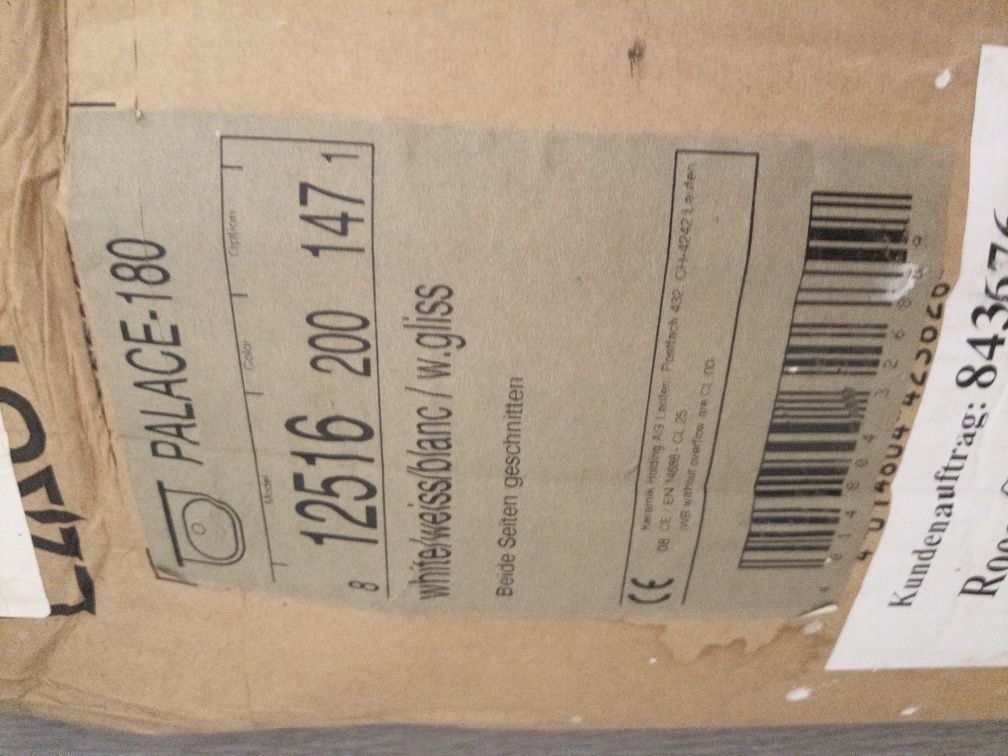 PALACE-180
Model Color Option
8 12516 200 147 1
white/weiss/blanc / w.gliss
Beide Seiten geschnitten
CE
Keramik Holding AG Laufen, Postfach 432, CH-4242 Laufen
08 CE / EN 14688 - CL 25
WB without overflow are CL 00
Kundenauftrag: 84367